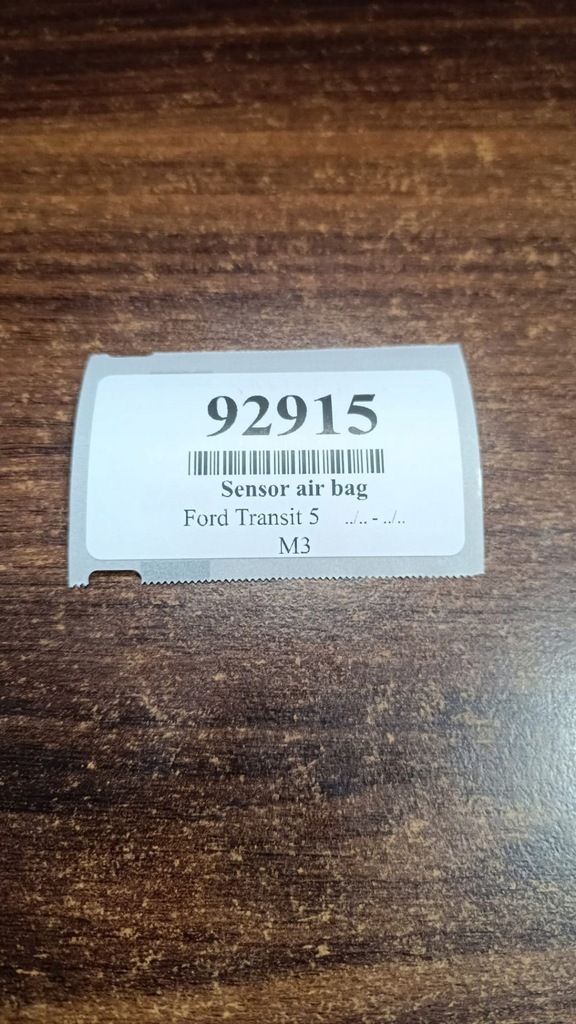 92915
Sensor air bag
Ford Transit 5 ../.. - ../..
M3